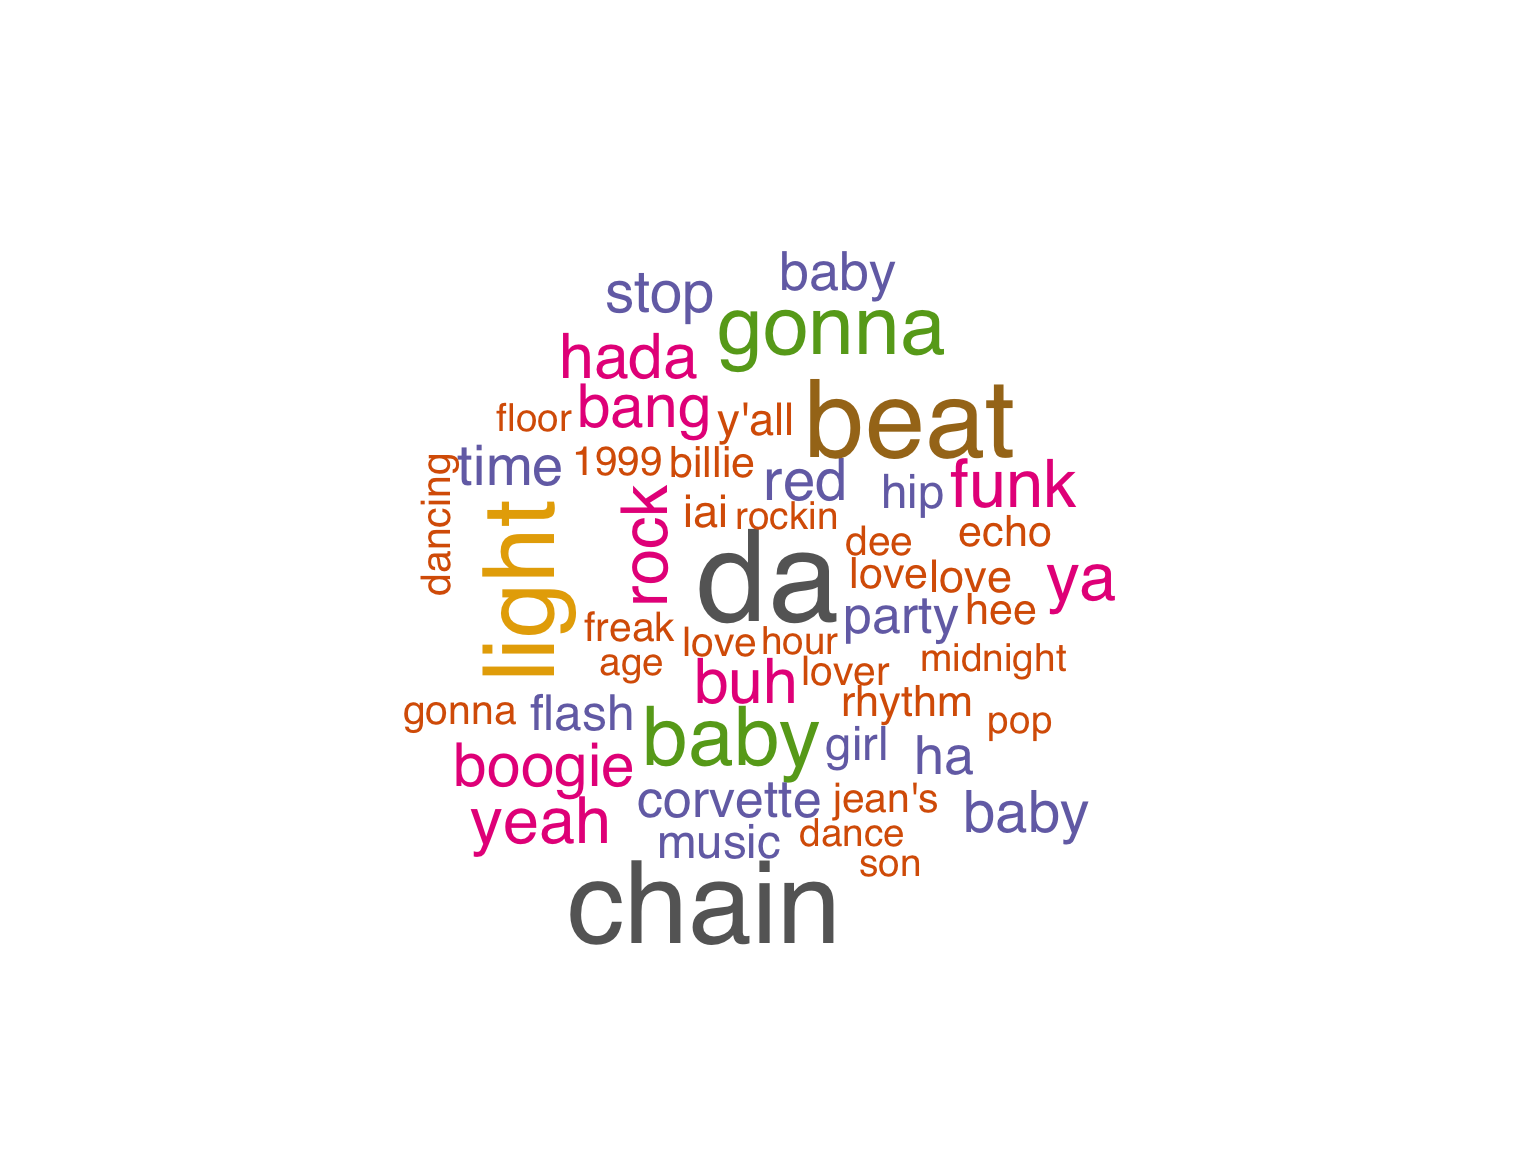 baby
stop
gonna
hada
bang
floor
y'all
beat
time
1999
billie
red
hip
funk
dancing
light
rock
iai
rockin
da
dee
echo
love
love
ya
party
hee
freak
love
hour
age
buh
lover
midnight
gonna
flash
rhythm
pop
baby
girl
ha
boogie
corvette
jean's
baby
yeah
music
dance
son
chain